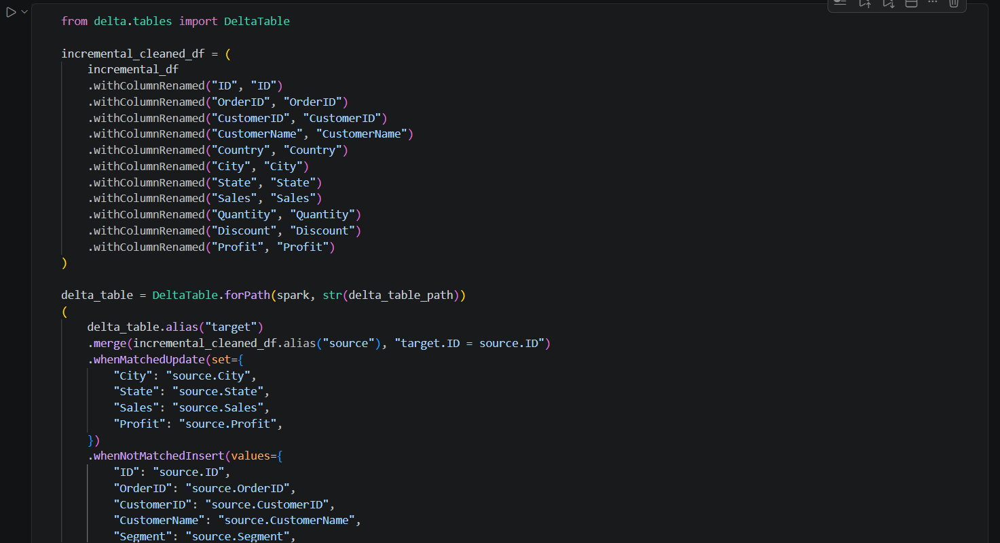 from delta.tables import DeltaTable
incremental_cleaned_df = (
    incremental_df
    .withColumnRenamed("ID", "ID")
    .withColumnRenamed("OrderID", "OrderID")
    .withColumnRenamed("CustomerID", "CustomerID")
    .withColumnRenamed("CustomerName", "CustomerName")
    .withColumnRenamed("Country", "Country")
    .withColumnRenamed("City", "City")
    .withColumnRenamed("State", "State")
    .withColumnRenamed("Sales", "Sales")
    .withColumnRenamed("Quantity", "Quantity")
    .withColumnRenamed("Discount", "Discount")
    .withColumnRenamed("Profit", "Profit")
)
delta_table = DeltaTable.forPath(spark, str(delta_table_path))
(
    delta_table.alias("target")
    .merge(incremental_cleaned_df.alias("source"), "target.ID = source.ID")
    .whenMatchedUpdate(set={
        "City": "source.City",
        "State": "source.State",
        "Sales": "source.Sales",
        "Profit": "source.Profit",
    })
    .whenNotMatchedInsert(values={
        "ID": "source.ID",
        "OrderID": "source.OrderID",
        "CustomerID": "source.CustomerID",
        "CustomerName": "source.CustomerName",
        "Segment": "source.Segment",